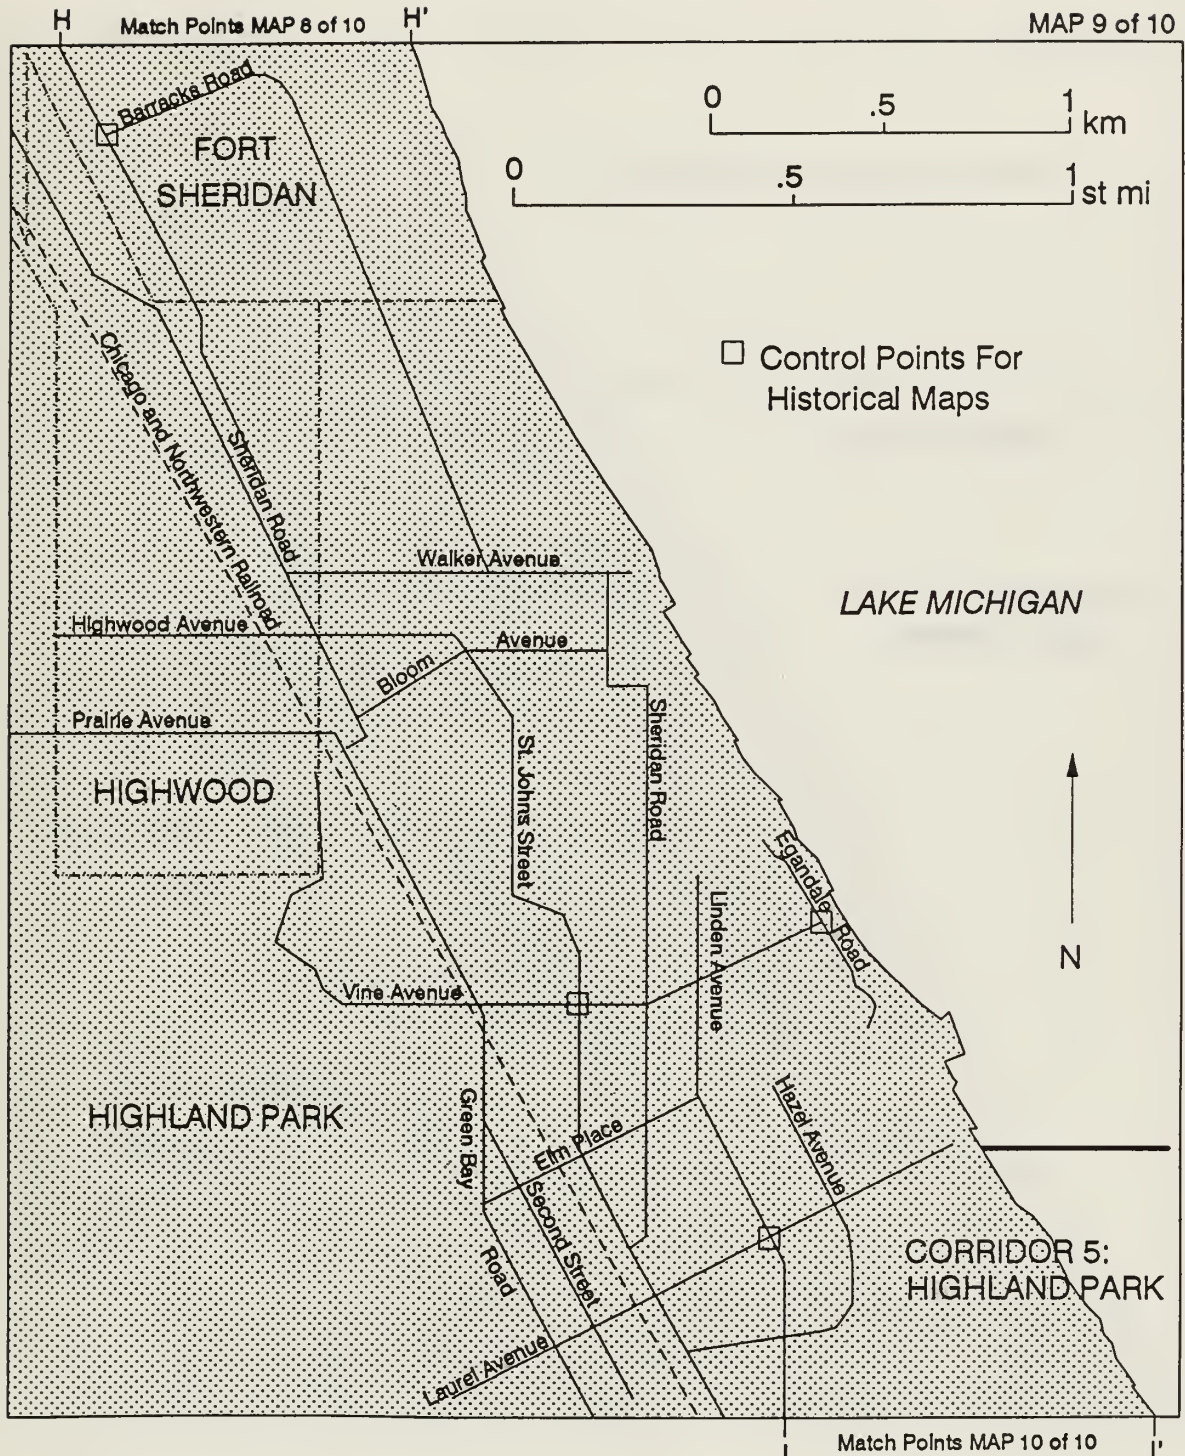 H
Match Points MAP 8 of 10
H'
MAP 9 of 10
Barracks Road
FORT
SHERIDAN
0 .5 1
km
0 .5 1
st mi
Control Points For
Historical Maps
Chicago and Northwestern Railroad
Sheridan Road
Walker Avenue
LAKE MICHIGAN
Highwood Avenue
Avenue
Bloom
Prairie Avenue
HIGHWOOD
St. Johns Street
Sheridan Road
Egandale Road
Linden Avenue
N
Vine Avenue
HIGHLAND PARK
Green Bay
Road
Elm Place
Hazel Avenue
Second Street
CORRIDOR 5:
HIGHLAND PARK
Laurel Avenue
I
Match Points MAP 10 of 10
I'